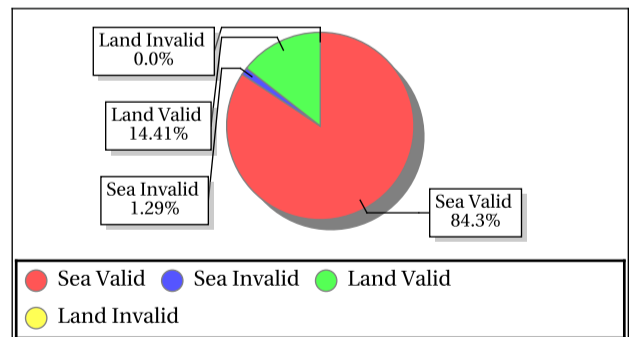 Land Invalid
0.0%
Land Valid
14.41%
Sea Invalid
1.29%
Sea Valid
84.3%
Sea Valid Sea Invalid Land Valid
Land Invalid